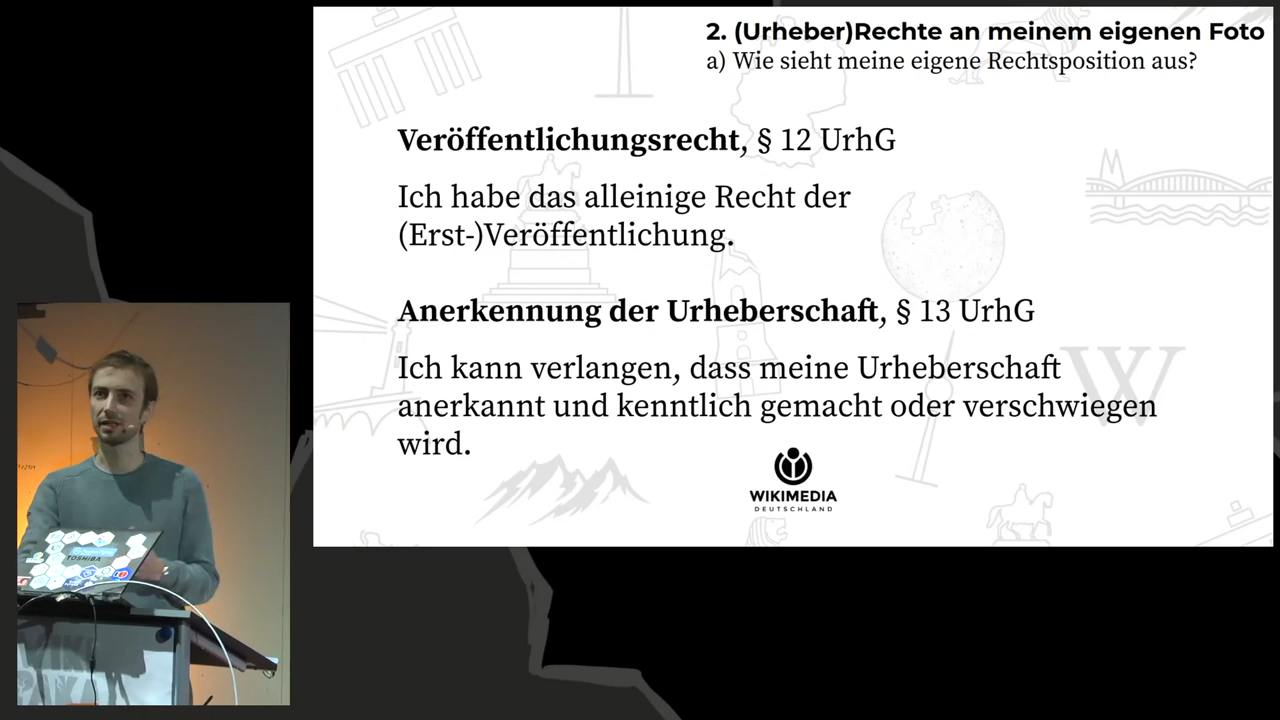 2. (Urheber)Rechte an meinem eigenen Foto
a) Wie sieht meine eigene Rechtsposition aus?
Veröffentlichungsrecht, § 12 UrhG
Ich habe das alleinige Recht der
(Erst-)Veröffentlichung.
Anerkennung der Urheberschaft, § 13 UrhG
Ich kann verlangen, dass meine Urheberschaft
anerkannt und kenntlich gemacht oder verschwiegen
wird.
W
WIKIMEDIA
DEUTSCHLAND
TOSHIBA